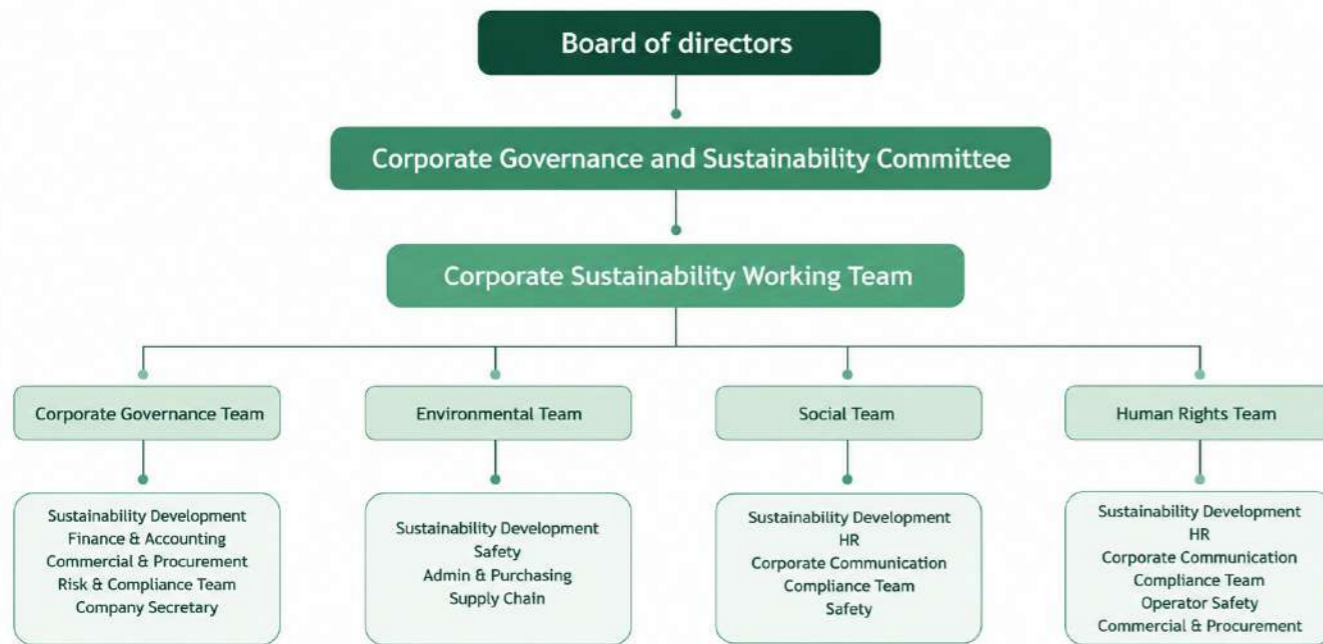 Board of directors
Corporate Governance and Sustainability Committee
Corporate Sustainability Working Team
Corporate Governance Team
Sustainability Development
Finance & Accounting
Commercial & Procurement
Risk & Compliance Team
Company Secretary
Environmental Team
Sustainability Development
Safety
Admin & Purchasing
Supply Chain
Social Team
Sustainability Development
HR
Corporate Communication
Compliance Team
Safety
Human Rights Team
Sustainability Development
HR
Corporate Communication
Compliance Team
Operator Safety
Commercial & Procurement